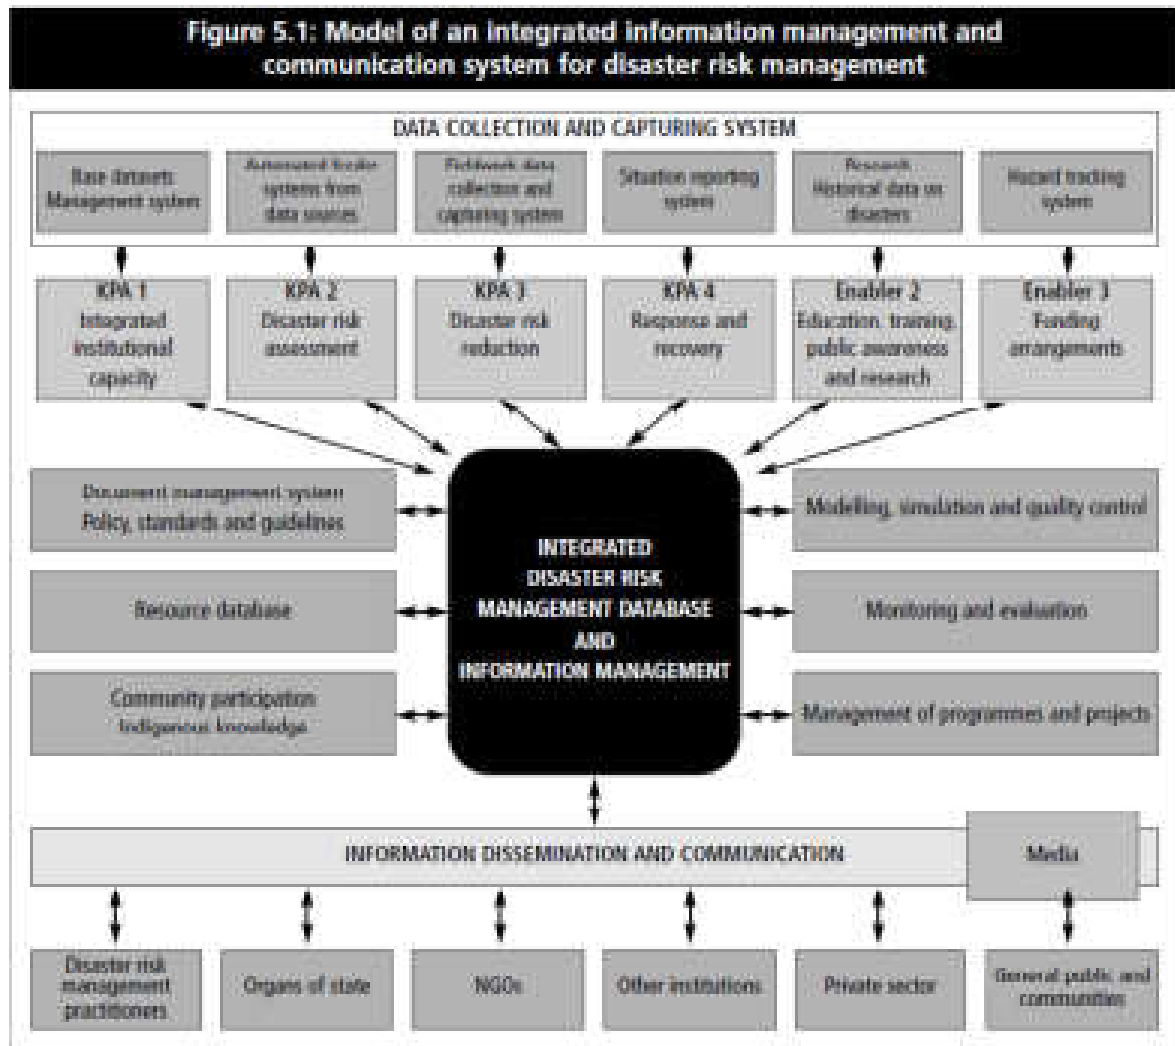 Figure 5.1: Model of an integrated information management and
communication system for disaster risk management
DATA COLLECTION AND CAPTURING SYSTEM
Base datasets
Management system
Automated feeder
systems from
data sources
Fieldwork data
collection and
capturing system
Situation reporting
system
Research
Historical data on
disasters
Hazard tracking
system
KPA 1
Integrated
institutional
capacity
KPA 2
Disaster risk
assessment
KPA 3
Disaster risk
reduction
KPA 4
Response and
recovery
Enabler 2
Education, training,
public awareness
and research
Enabler 3
Funding
arrangements
Document management system
Policy, standards and guidelines
Resource database
Community participation
Indigenous knowledge
INTEGRATED
DISASTER RISK
MANAGEMENT DATABASE
AND
INFORMATION MANAGEMENT
Modelling, simulation and quality control
Monitoring and evaluation
Management of programmes and projects
INFORMATION DISSEMINATION AND COMMUNICATION
Media
Disaster risk
management
practitioners
Organs of state
NGOs
Other institutions
Private sector
General public and
communities